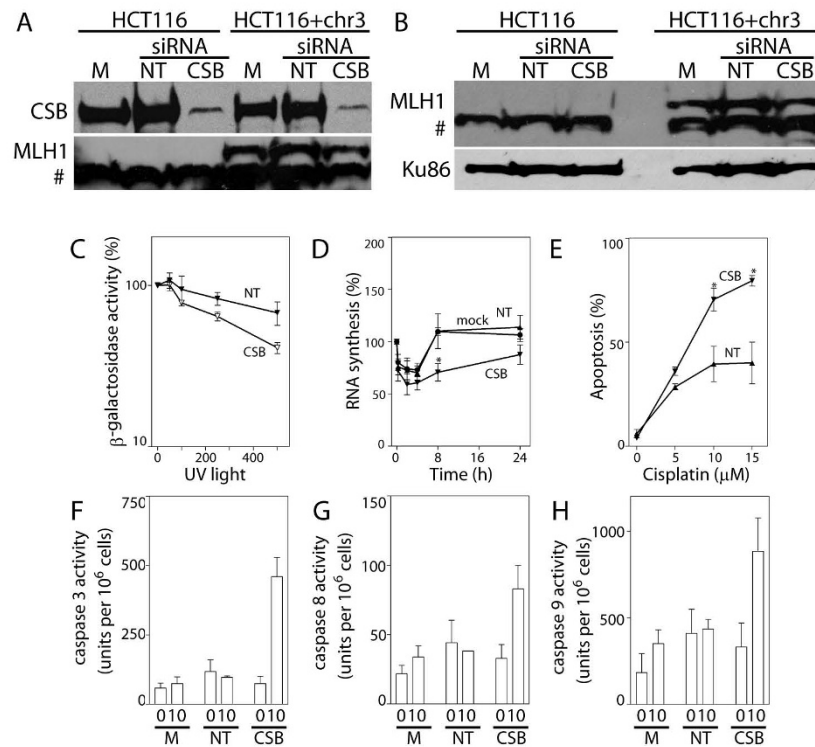 A
HCT116 HCT116+chr3
siRNA siRNA
M NT CSB M NT CSB
CSB
MLH1
#
B
HCT116 HCT116+chr3
siRNA siRNA
M NT CSB M NT CSB
MLH1
#
Ku86
C
β-galactosidase activity (%)
100
10
NT
CSB
0 200 400
UV light
D
RNA synthesis (%)
200
150
100
50
0
mock NT
*
CSB
0 8 16 24
Time (h)
E
Apoptosis (%)
100
80
60
40
20
0
CSB
* *
NT
0 5 10 15
Cisplatin (μM)
F
caspase 3 activity
(units per 10⁶ cells)
750
500
250
0
010 010 010
M NT CSB
G
caspase 8 activity
(units per 10⁶ cells)
150
100
50
0
010 010 010
M NT CSB
H
caspase 9 activity
(units per 10⁶ cells)
1000
500
0
010 010 010
M NT CSB